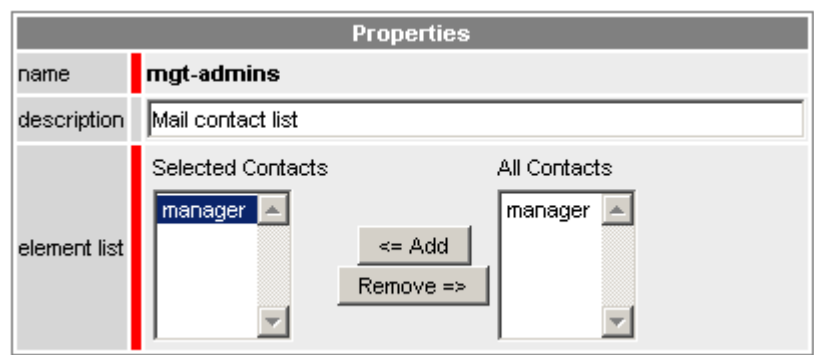 Properties
name mgt-admins
description Mail contact list
Selected Contacts All Contacts
manager manager
element list
<= Add
Remove =>